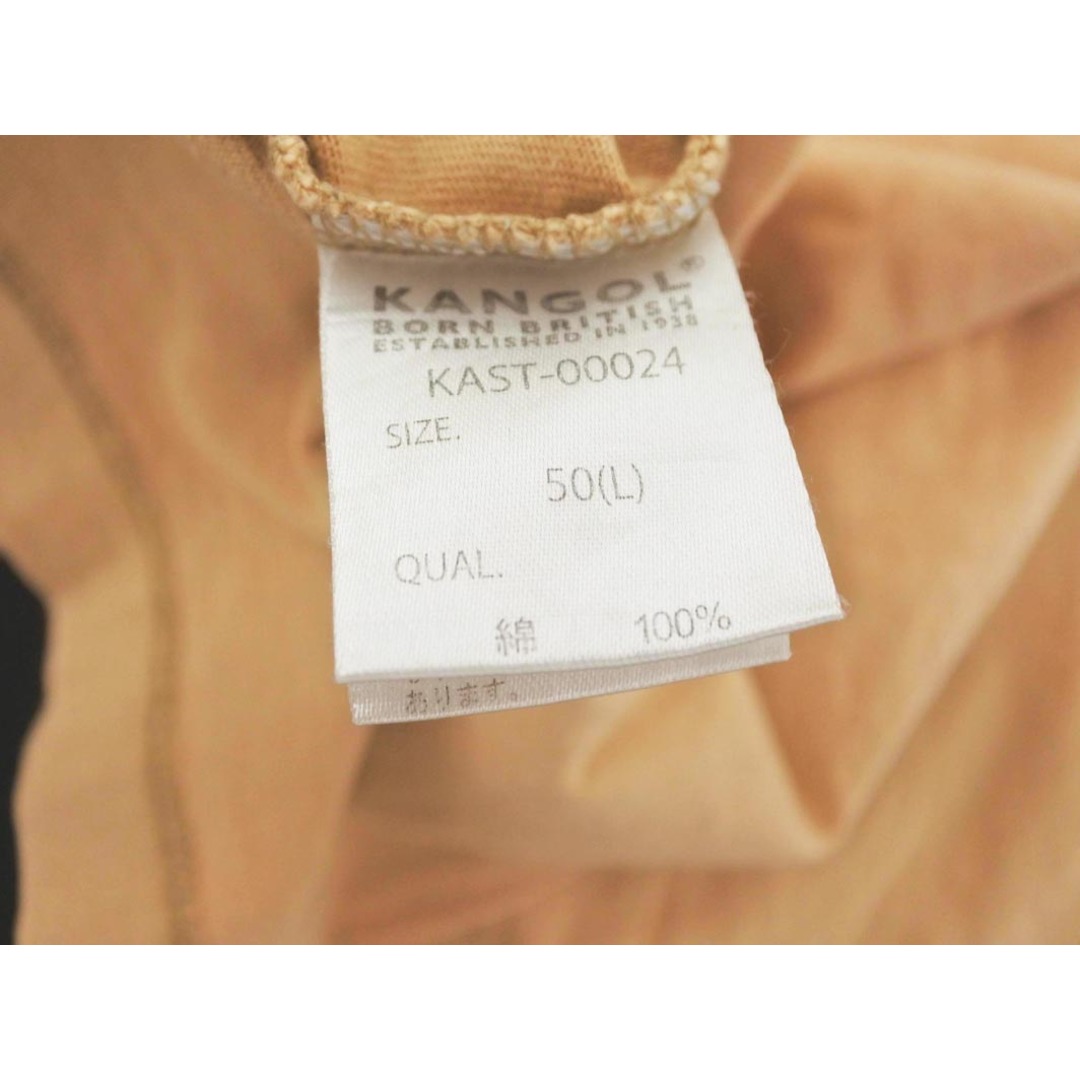 KANGOL®
BORN BRITISH
ESTABLISHED IN 1938
KAST-00024
SIZE.
50(L)
QUAL.
綿 100%
あります。